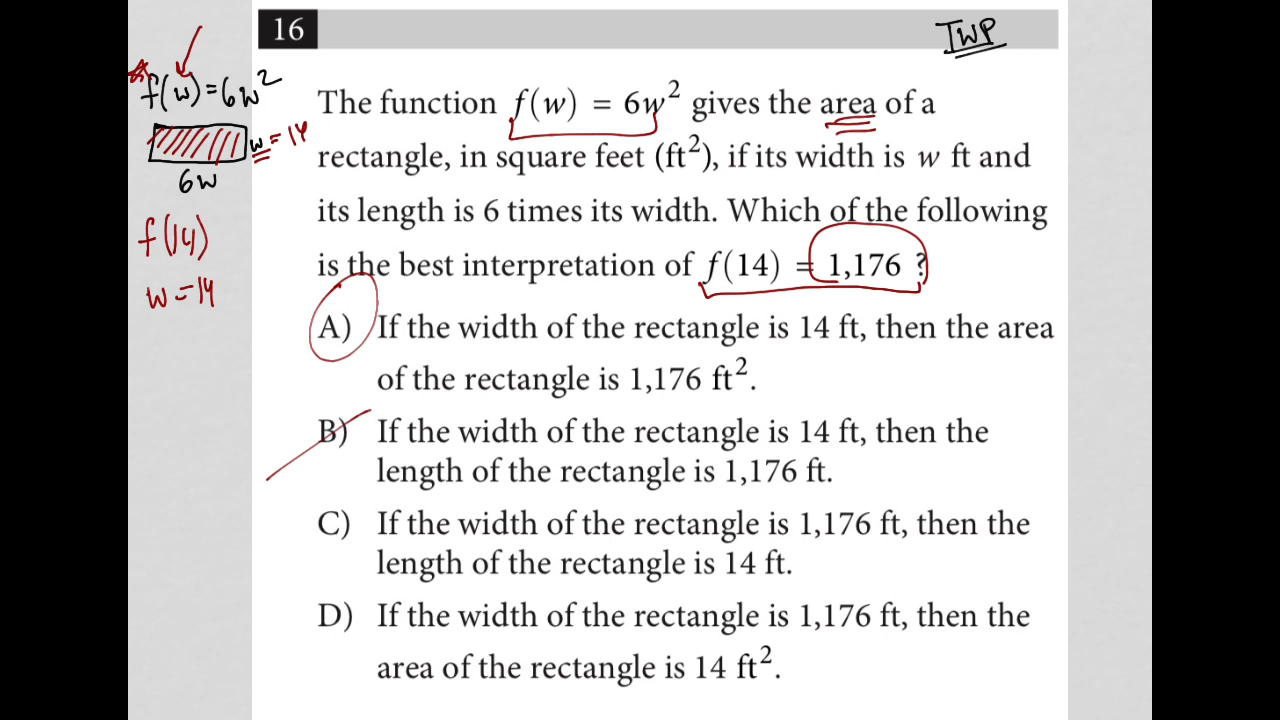 16
IWP
f(w) = 6w²
w = 14
6w
f(14)
w = 14
The function f(w) = 6w² gives the area of a
rectangle, in square feet (ft²), if its width is w ft and
its length is 6 times its width. Which of the following
is the best interpretation of f(14) = 1,176 ?
A) If the width of the rectangle is 14 ft, then the area
of the rectangle is 1,176 ft².
B) If the width of the rectangle is 14 ft, then the
length of the rectangle is 1,176 ft.
C) If the width of the rectangle is 1,176 ft, then the
length of the rectangle is 14 ft.
D) If the width of the rectangle is 1,176 ft, then the
area of the rectangle is 14 ft².